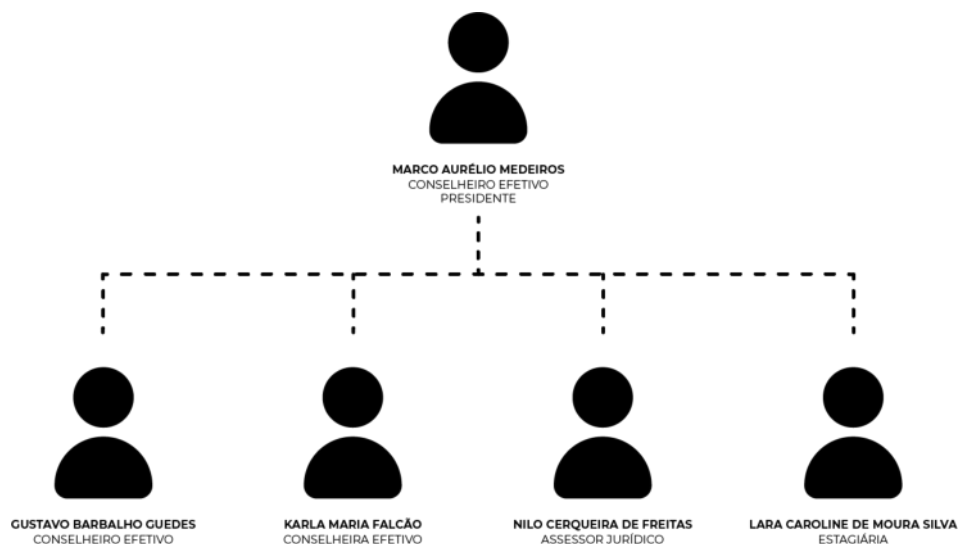 MARCO AURÉLIO MEDEIROS
CONSELHEIRO EFETIVO
PRESIDENTE
GUSTAVO BARBALHO GUEDES
CONSELHEIRO EFETIVO
KARLA MARIA FALCÃO
CONSELHEIRA EFETIVA
NILO CERQUEIRA DE FREITAS
ASSESSOR JURÍDICO
LARA CAROLINE DE MOURA SILVA
ESTAGIÁRIA